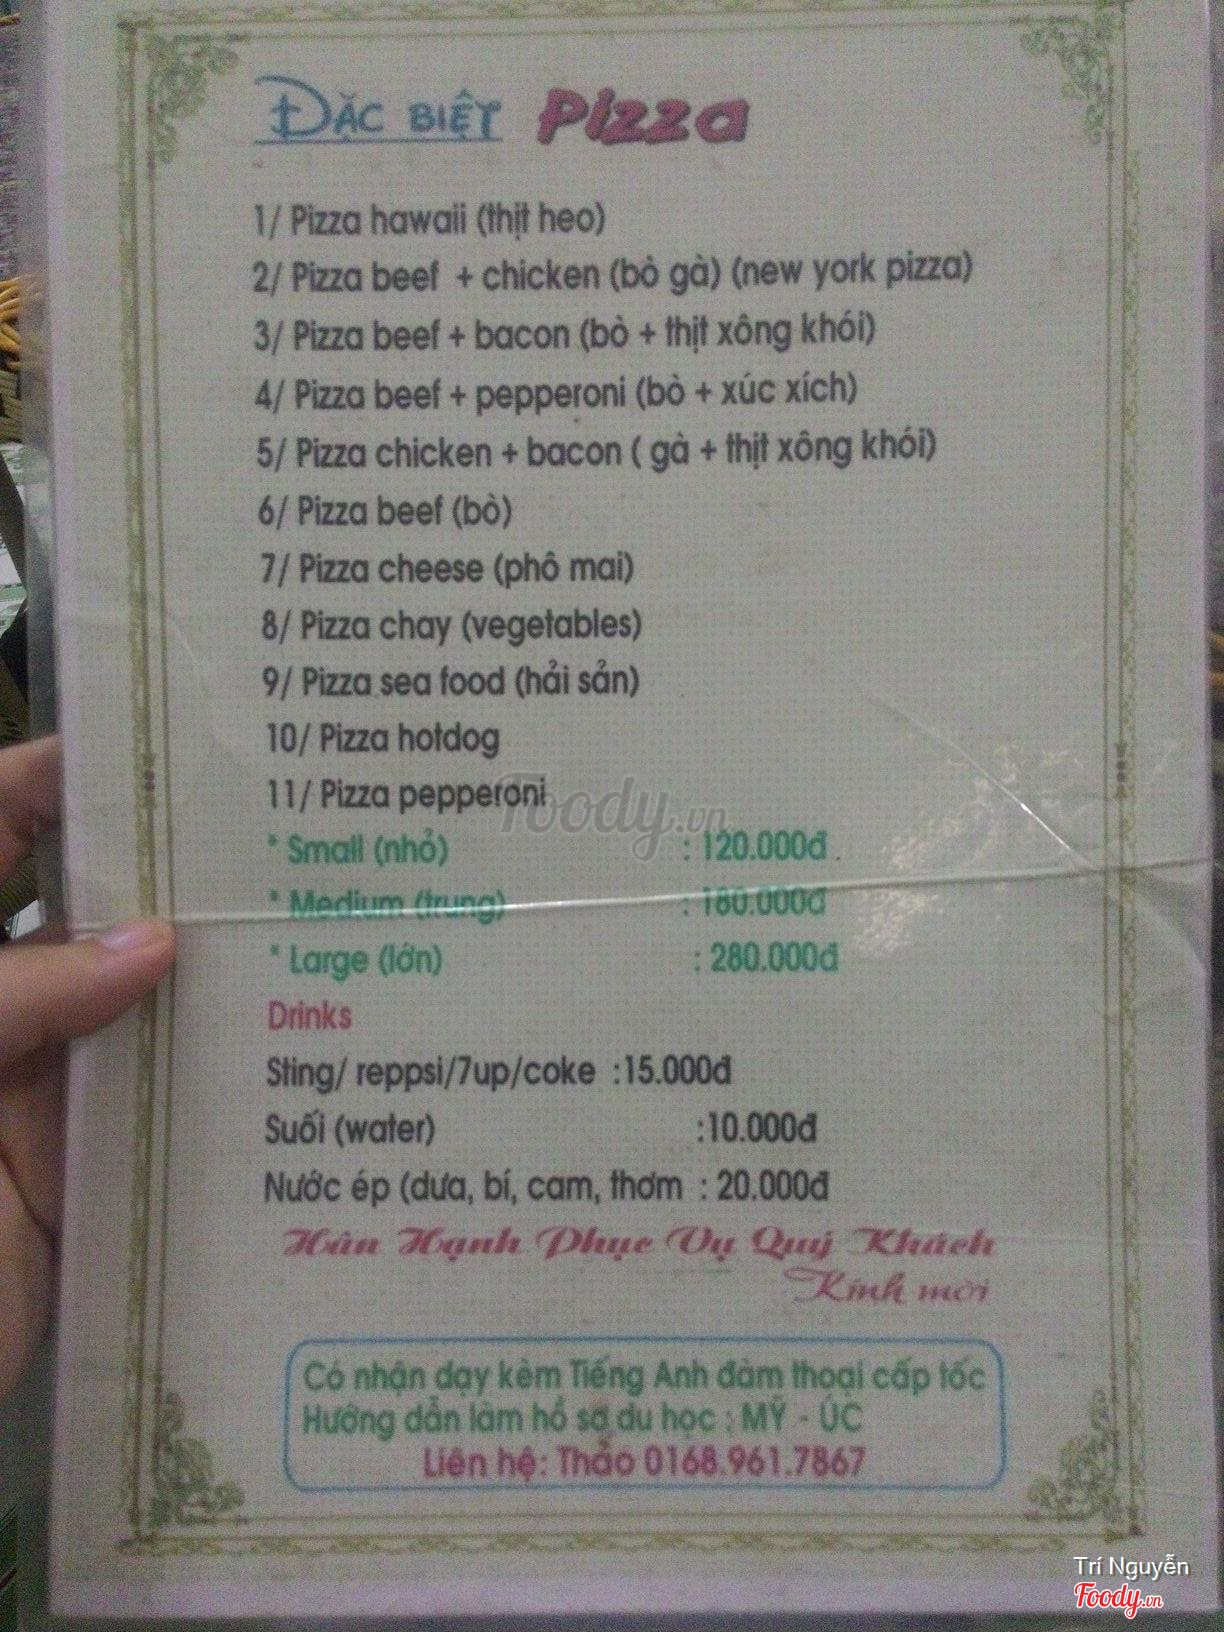 ĐẶC BIỆT Pizza
1/ Pizza hawaii (thịt heo)
2/ Pizza beef + chicken (bò gà) (new york pizza)
3/ Pizza beef + bacon (bò + thịt xông khói)
4/ Pizza beef + pepperoni (bò + xúc xích)
5/ Pizza chicken + bacon ( gà + thịt xông khói)
6/ Pizza beef (bò)
7/ Pizza cheese (phô mai)
8/ Pizza chay (vegetables)
9/ Pizza sea food (hải sản)
10/ Pizza hotdog
11/ Pizza pepperoni
Foody.vn
* Small (nhỏ) : 120.000đ
* Medium (trung) : 180.000đ
* Large (lớn) : 280.000đ
Drinks
Sting/ reppsi/7up/coke :15.000đ
Suối (water) :10.000đ
Nước ép (dưa, bí, cam, thơm : 20.000đ
Hân Hạnh Phục Vụ Quý Khách
Kính mời
Có nhận dạy kèm Tiếng Anh đàm thoại cấp tốc
Hướng dẫn làm hồ sơ du học : MỸ - ÚC
Liên hệ: Thảo 0168.961.7867
Trí Nguyễn
Foody.vn